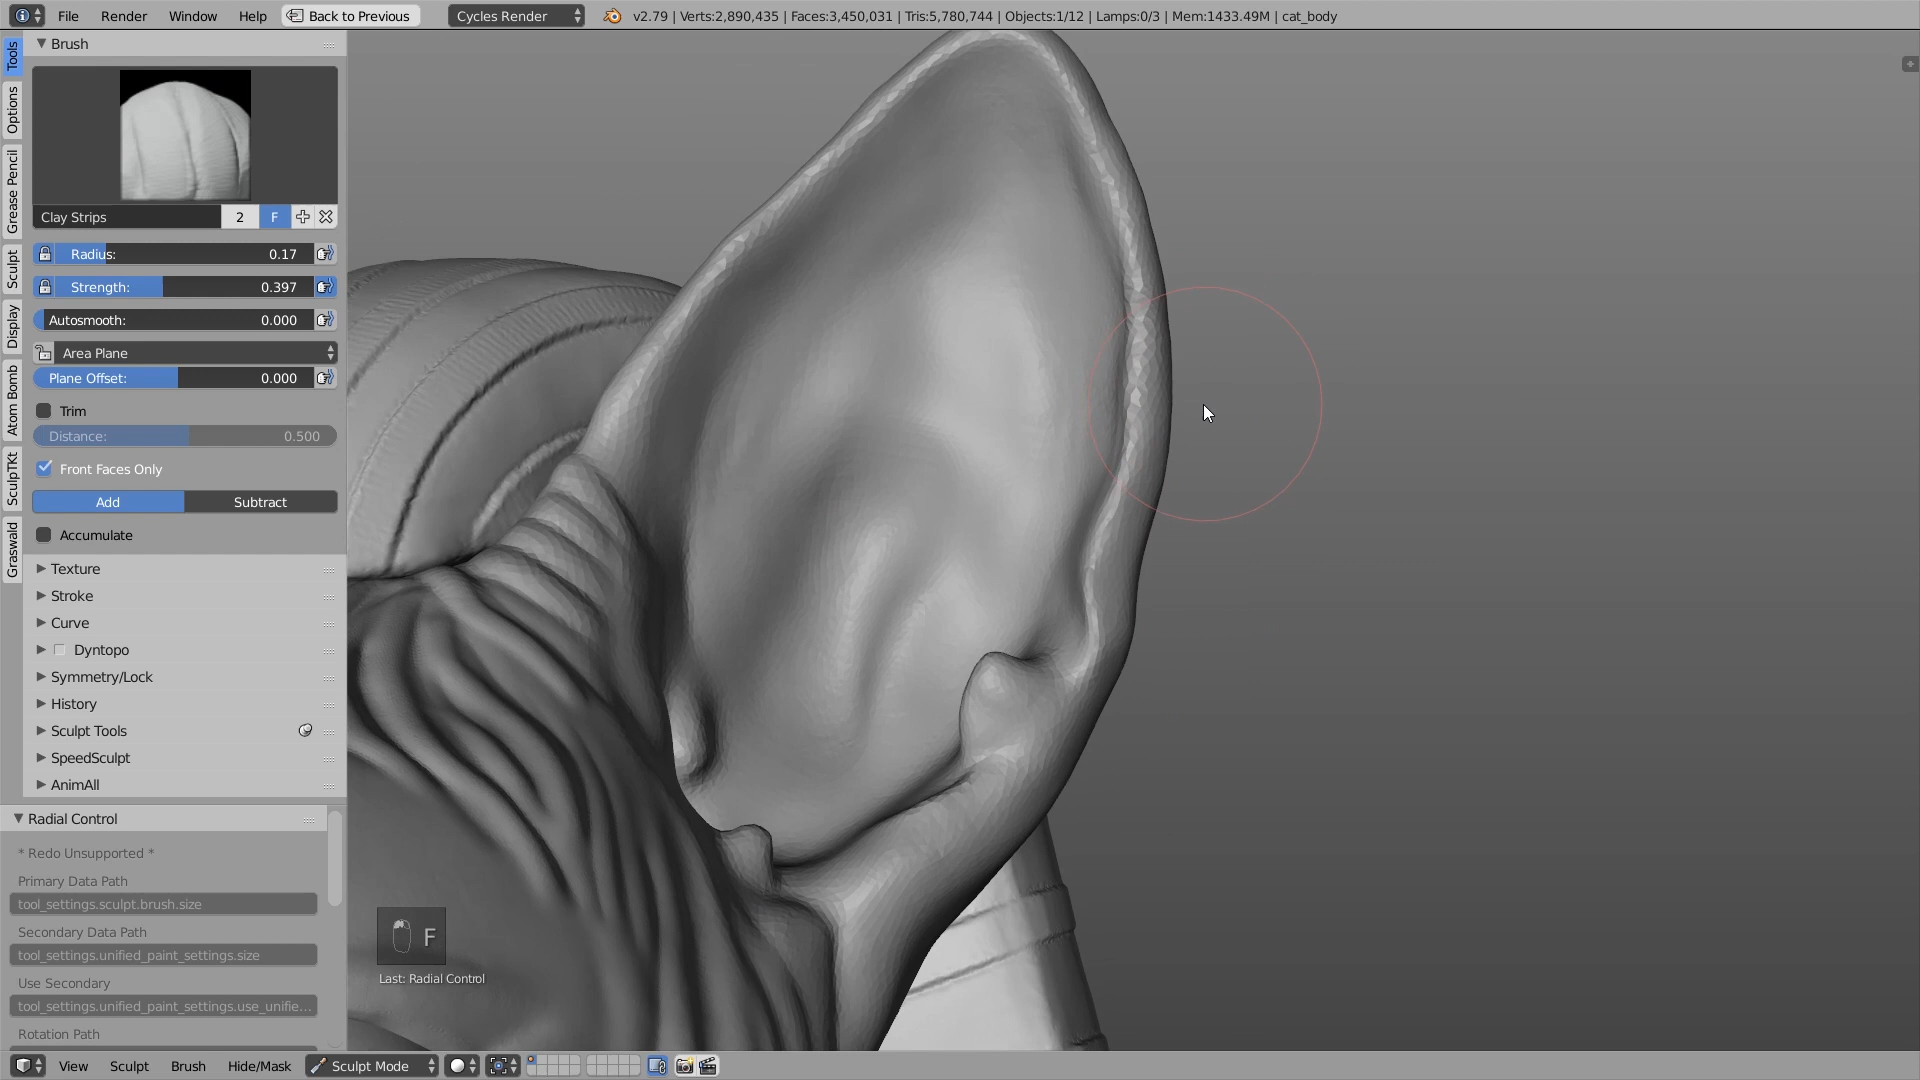 File Render Window Help Back to Previous Cycles Render v2.79 | Verts:2,890,435 | Faces:3,450,031 | Tris:5,780,744 | Objects:1/12 | Lamps:0/3 | Mem:1433.49M | cat_body
Tools
Options
Grease Pencil
Sculpt
Display
Atom Bomb
SculpTKt
Graswald
Brush
Clay Strips 2 F
Radius: 0.17
Strength: 0.397
Autosmooth: 0.000
Area Plane
Plane Offset: 0.000
Trim
Distance: 0.500
Front Faces Only
Add Subtract
Accumulate
Texture
Stroke
Curve
Dyntopo
Symmetry/Lock
History
Sculpt Tools
SpeedSculpt
AnimAll
Radial Control
* Redo Unsupported *
Primary Data Path
tool_settings.sculpt.brush.size
Secondary Data Path
tool_settings.unified_paint_settings.size
Use Secondary
tool_settings.unified_paint_settings.use_unifie...
Rotation Path
F
Last: Radial Control
View Sculpt Brush Hide/Mask Sculpt Mode